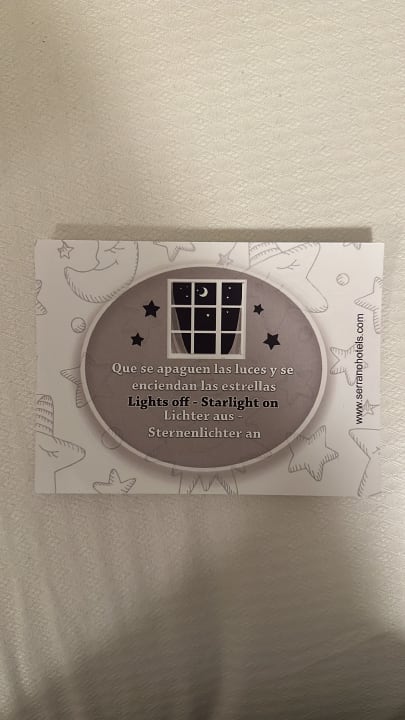 Que se apaguen las luces y se
enciendan las estrellas
Lights off - Starlight on
Lichter aus -
Sternenlichter an
www.serranohotels.com